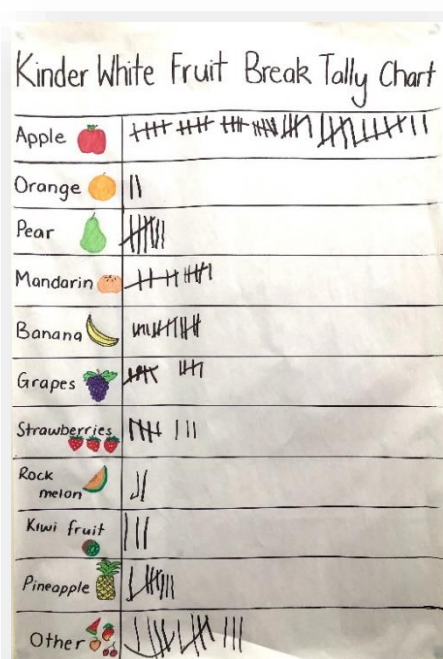 Kinder White Fruit Break Tally Chart
Apple
Orange
Pear
Mandarin
Banana
Grapes
Strawberries
Rock
melon
Kiwi fruit
Pineapple
Other